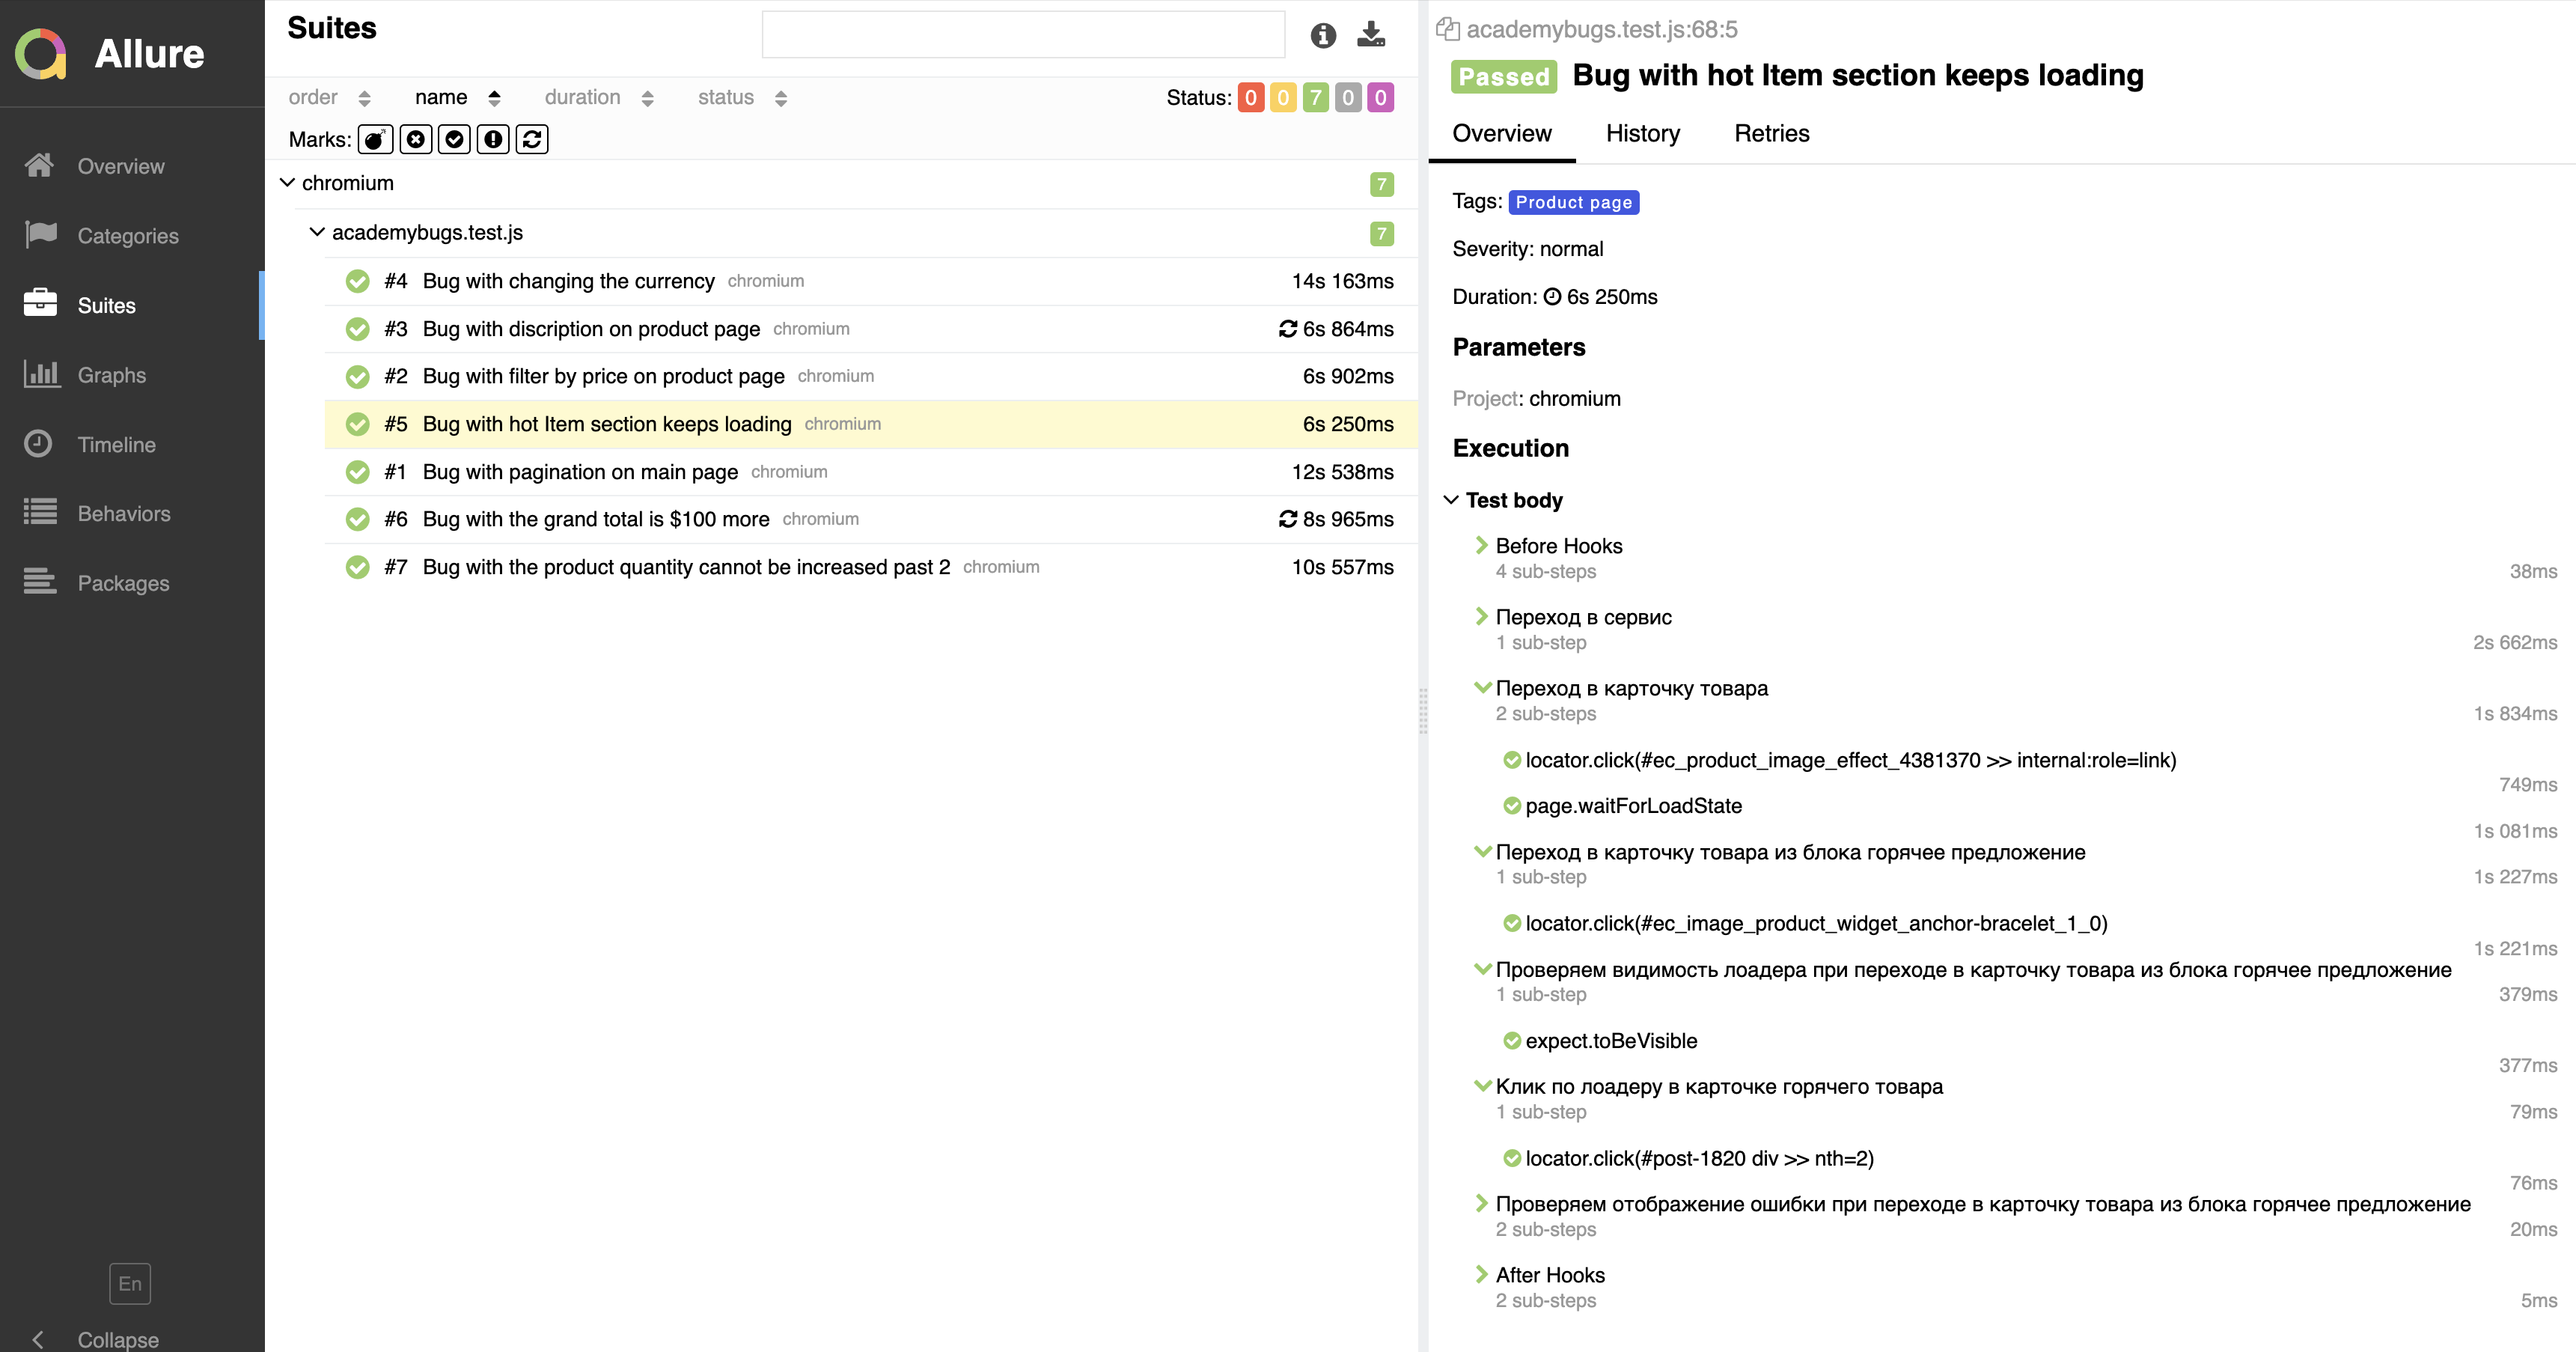 Allure
Overview
Categories
Suites
Graphs
Timeline
Behaviors
Packages
En
Collapse
Suites
order name duration status Status: 0 0 7 0 0
Marks:
chromium 7
academybugs.test.js 7
#4 Bug with changing the currency chromium 14s 163ms
#3 Bug with discription on product page chromium 6s 864ms
#2 Bug with filter by price on product page chromium 6s 902ms
#5 Bug with hot Item section keeps loading chromium 6s 250ms
#1 Bug with pagination on main page chromium 12s 538ms
#6 Bug with the grand total is $100 more chromium 8s 965ms
#7 Bug with the product quantity cannot be increased past 2 chromium 10s 557ms
academybugs.test.js:68:5
Passed Bug with hot Item section keeps loading
Overview History Retries
Tags: Product page
Severity: normal
Duration: 6s 250ms
Parameters
Project: chromium
Execution
Test body
Before Hooks
4 sub-steps 38ms
Переход в сервис
1 sub-step 2s 662ms
Переход в карточку товара
2 sub-steps 1s 834ms
locator.click(#ec_product_image_effect_4381370 >> internal:role=link)
749ms
page.waitForLoadState
1s 081ms
Переход в карточку товара из блока горячее предложение
1 sub-step 1s 227ms
locator.click(#ec_image_product_widget_anchor-bracelet_1_0)
1s 221ms
Проверяем видимость лоадера при переходе в карточку товара из блока горячее предложение
1 sub-step 379ms
expect.toBeVisible
377ms
Клик по лоадеру в карточке горячего товара
1 sub-step 79ms
locator.click(#post-1820 div >> nth=2)
76ms
Проверяем отображение ошибки при переходе в карточку товара из блока горячее предложение
2 sub-steps 20ms
After Hooks
2 sub-steps 5ms